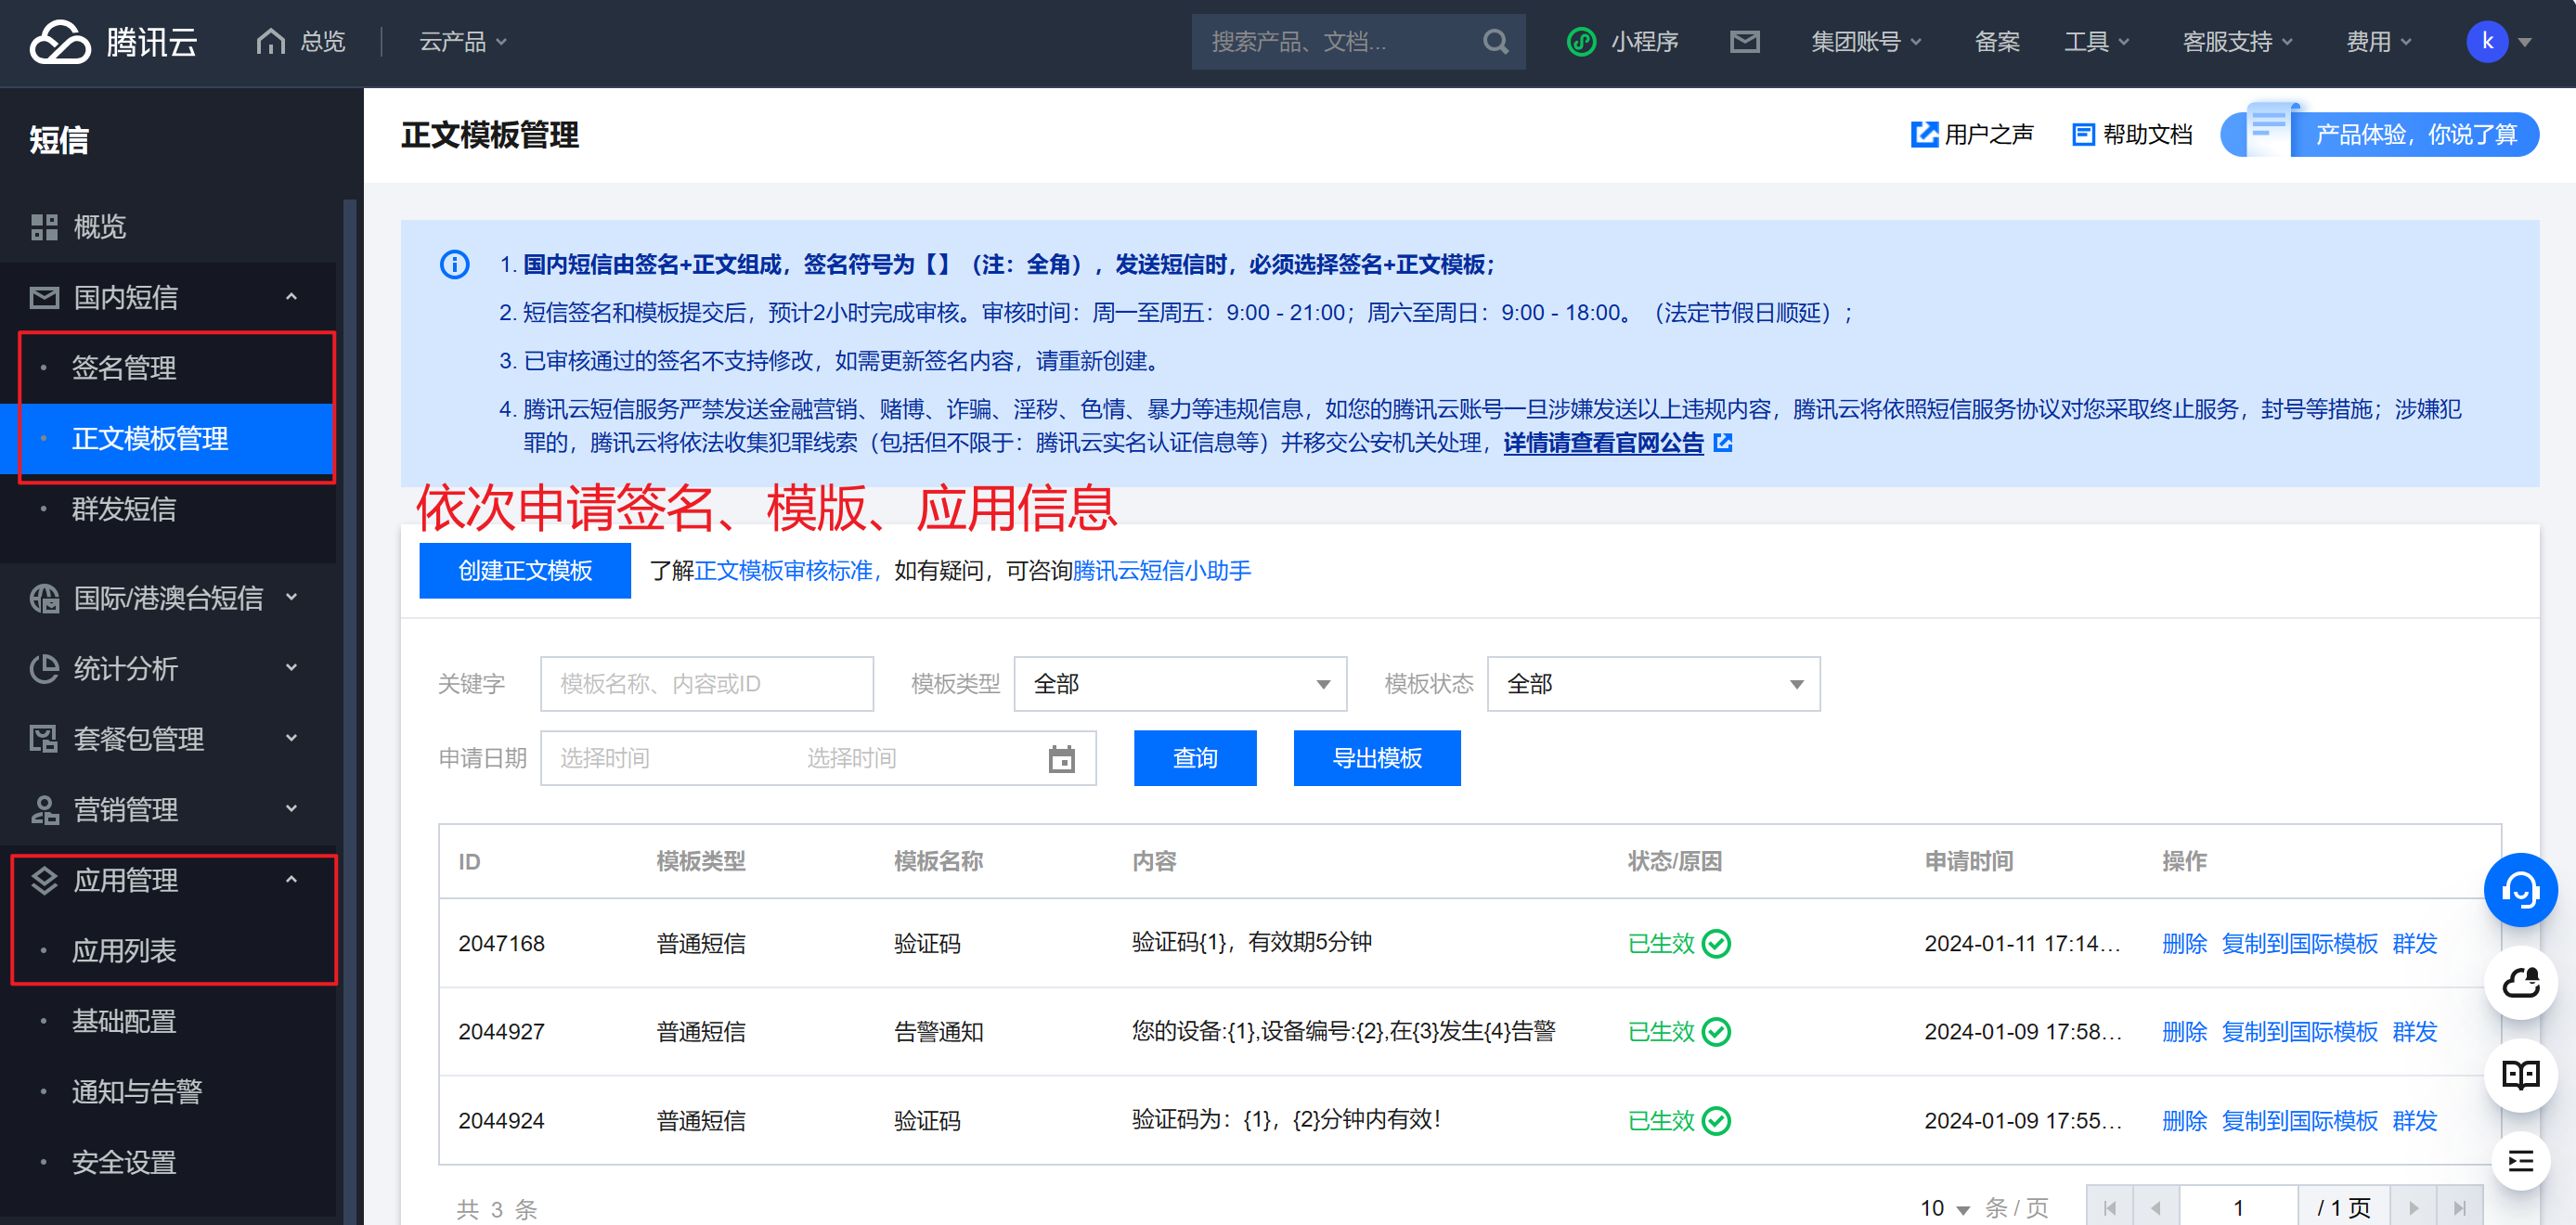 腾讯云 总览 云产品 搜索产品、文档... 小程序 集团账号 备案 工具 客服支持 费用 k
短信
概览
国内短信
签名管理
正文模板管理
群发短信
国际/港澳台短信
统计分析
套餐包管理
营销管理
应用管理
应用列表
基础配置
通知与告警
安全设置
正文模板管理 用户之声 帮助文档 产品体验，你说了算
1. 国内短信由签名+正文组成，签名符号为【】（注：全角），发送短信时，必须选择签名+正文模板；
2. 短信签名和模板提交后，预计2小时完成审核。审核时间：周一至周五：9:00 - 21:00；周六至周日：9:00 - 18:00。（法定节假日顺延）；
3. 已审核通过的签名不支持修改，如需更新签名内容，请重新创建。
4. 腾讯云短信服务严禁发送金融营销、赌博、诈骗、淫秽、色情、暴力等违规信息，如您的腾讯云账号一旦涉嫌发送以上违规内容，腾讯云将依照短信服务协议对您采取终止服务，封号等措施；涉嫌犯
罪的，腾讯云将依法收集犯罪线索（包括但不限于：腾讯云实名认证信息等）并移交公安机关处理，详情请查看官网公告
依次申请签名、模版、应用信息
创建正文模板 了解正文模板审核标准，如有疑问，可咨询腾讯云短信小助手
关键字 模板名称、内容或ID 模板类型 全部 模板状态 全部
申请日期 选择时间 选择时间 查询 导出模板
ID 模板类型 模板名称 内容 状态/原因 申请时间 操作
2047168 普通短信 验证码 验证码{1}，有效期5分钟 已生效 2024-01-11 17:14... 删除 复制到国际模板 群发
2044927 普通短信 告警通知 您的设备:{1},设备编号:{2},在{3}发生{4}告警 已生效 2024-01-09 17:58... 删除 复制到国际模板 群发
2044924 普通短信 验证码 验证码为：{1}，{2}分钟内有效！ 已生效 2024-01-09 17:55... 删除 复制到国际模板 群发
共 3 条 10 条 / 页 1 / 1 页